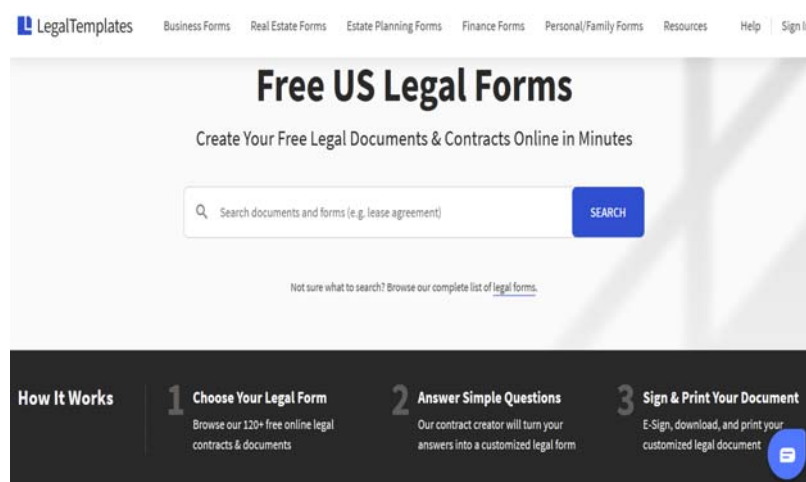 LegalTemplates Business Forms Real Estate Forms Estate Planning Forms Finance Forms Personal/Family Forms Resources Help Sign I
Free US Legal Forms
Create Your Free Legal Documents & Contracts Online in Minutes
Search documents and forms (e.g. lease agreement) SEARCH
Not sure what to search? Browse our complete list of legal forms.
How It Works
1 Choose Your Legal Form
Browse our 120+ free online legal
contracts & documents
2 Answer Simple Questions
Our contract creator will turn your
answers into a customized legal form
3 Sign & Print Your Document
E-Sign, download, and print your
customized legal document